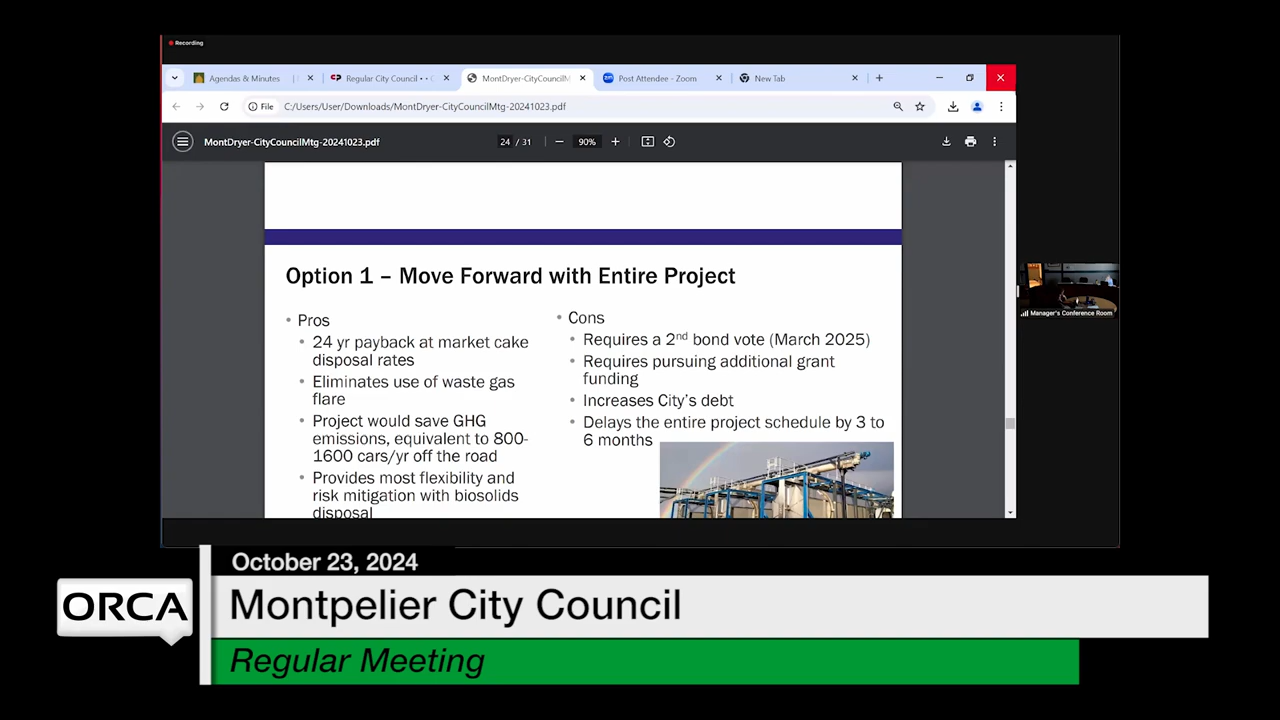 Recording
Agendas & Minutes
Regular City Council • •
MontDryer-CityCouncilM
Post Attendee - Zoom
New Tab
File
C:/Users/User/Downloads/MontDryer-CityCouncilMtg-20241023.pdf
MontDryer-CityCouncilMtg-20241023.pdf
24 / 31
90%
Option 1 – Move Forward with Entire Project
• Pros
• 24 yr payback at market cake
disposal rates
• Eliminates use of waste gas
flare
• Project would save GHG
emissions, equivalent to 800-
1600 cars/yr off the road
• Provides most flexibility and
risk mitigation with biosolids
disposal
• Cons
• Requires a 2nd bond vote (March 2025)
• Requires pursuing additional grant
funding
• Increases City's debt
• Delays the entire project schedule by 3 to
6 months
Manager's Conference Room
October 23, 2024
ORCA
Montpelier City Council
Regular Meeting